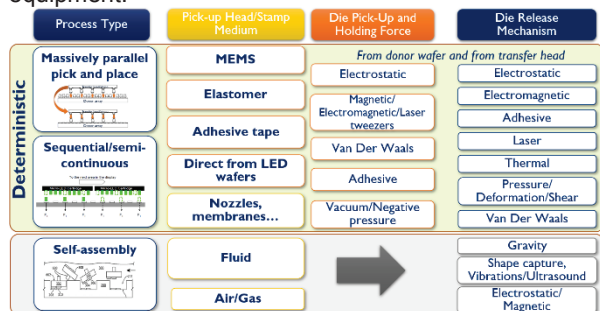 equipment.
Process Type
Pick-up Head/Stamp
Medium
Die Pick-Up and
Holding Force
Die Release
Mechanism
Deterministic
Massively parallel
pick and place
Sequential/semi-
continuous
MEMS
Elastomer
Adhesive tape
Direct from LED
wafers
Nozzles,
membranes...
From donor wafer and from transfer head
Electrostatic
Magnetic/
Electromagnetic/Laser
tweezers
Van Der Waals
Adhesive
Vacuum/Negative
pressure
Electrostatic
Electromagnetic
Adhesive
Laser
Thermal
Pressure/
Deformation/Shear
Van Der Waals
Self-assembly
Fluid
Air/Gas
Gravity
Shape capture,
Vibrations/Ultrasound
Electrostatic/
Magnetic